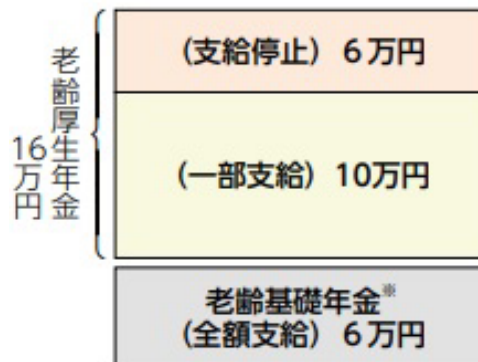 老齢厚生年金
16万円
(支給停止) 6万円
(一部支給) 10万円
老齢基礎年金※
(全額支給) 6万円